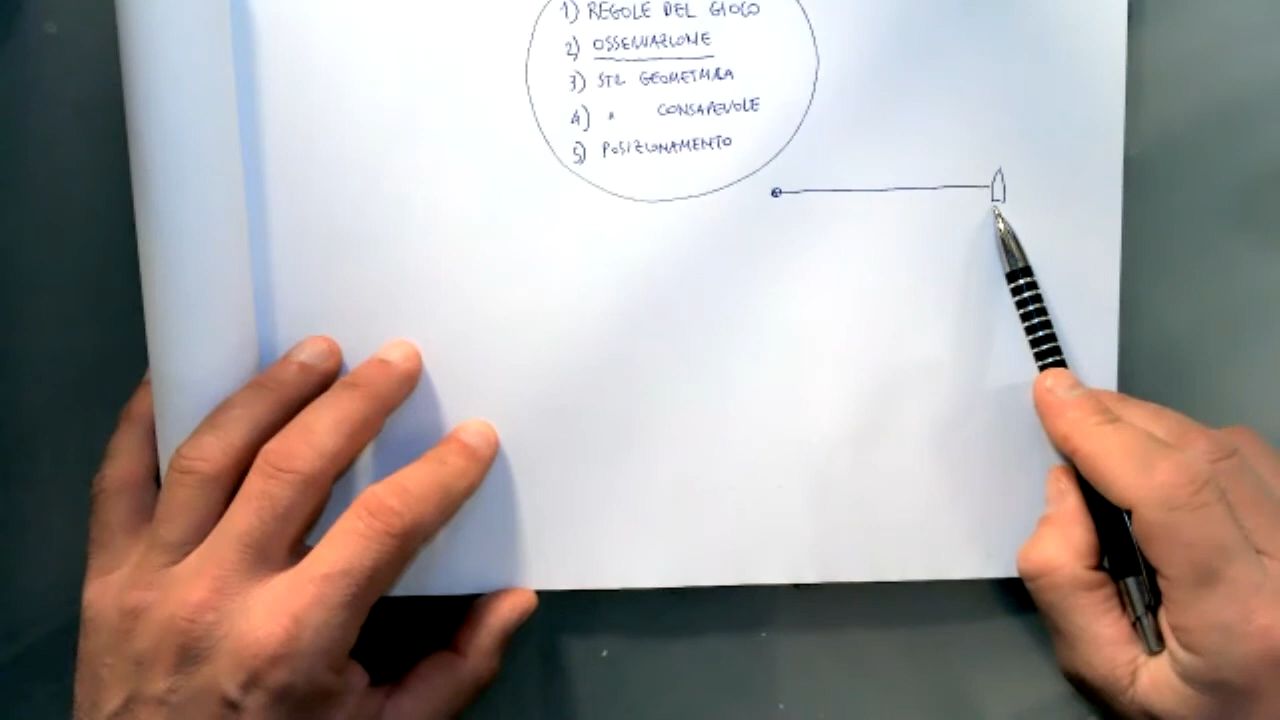 1) REGOLE DEL GIOCO
2) OSSERVAZIONE
3) STR GEOMETRICA
4) " CONSAPEVOLE
5) POSIZIONAMENTO